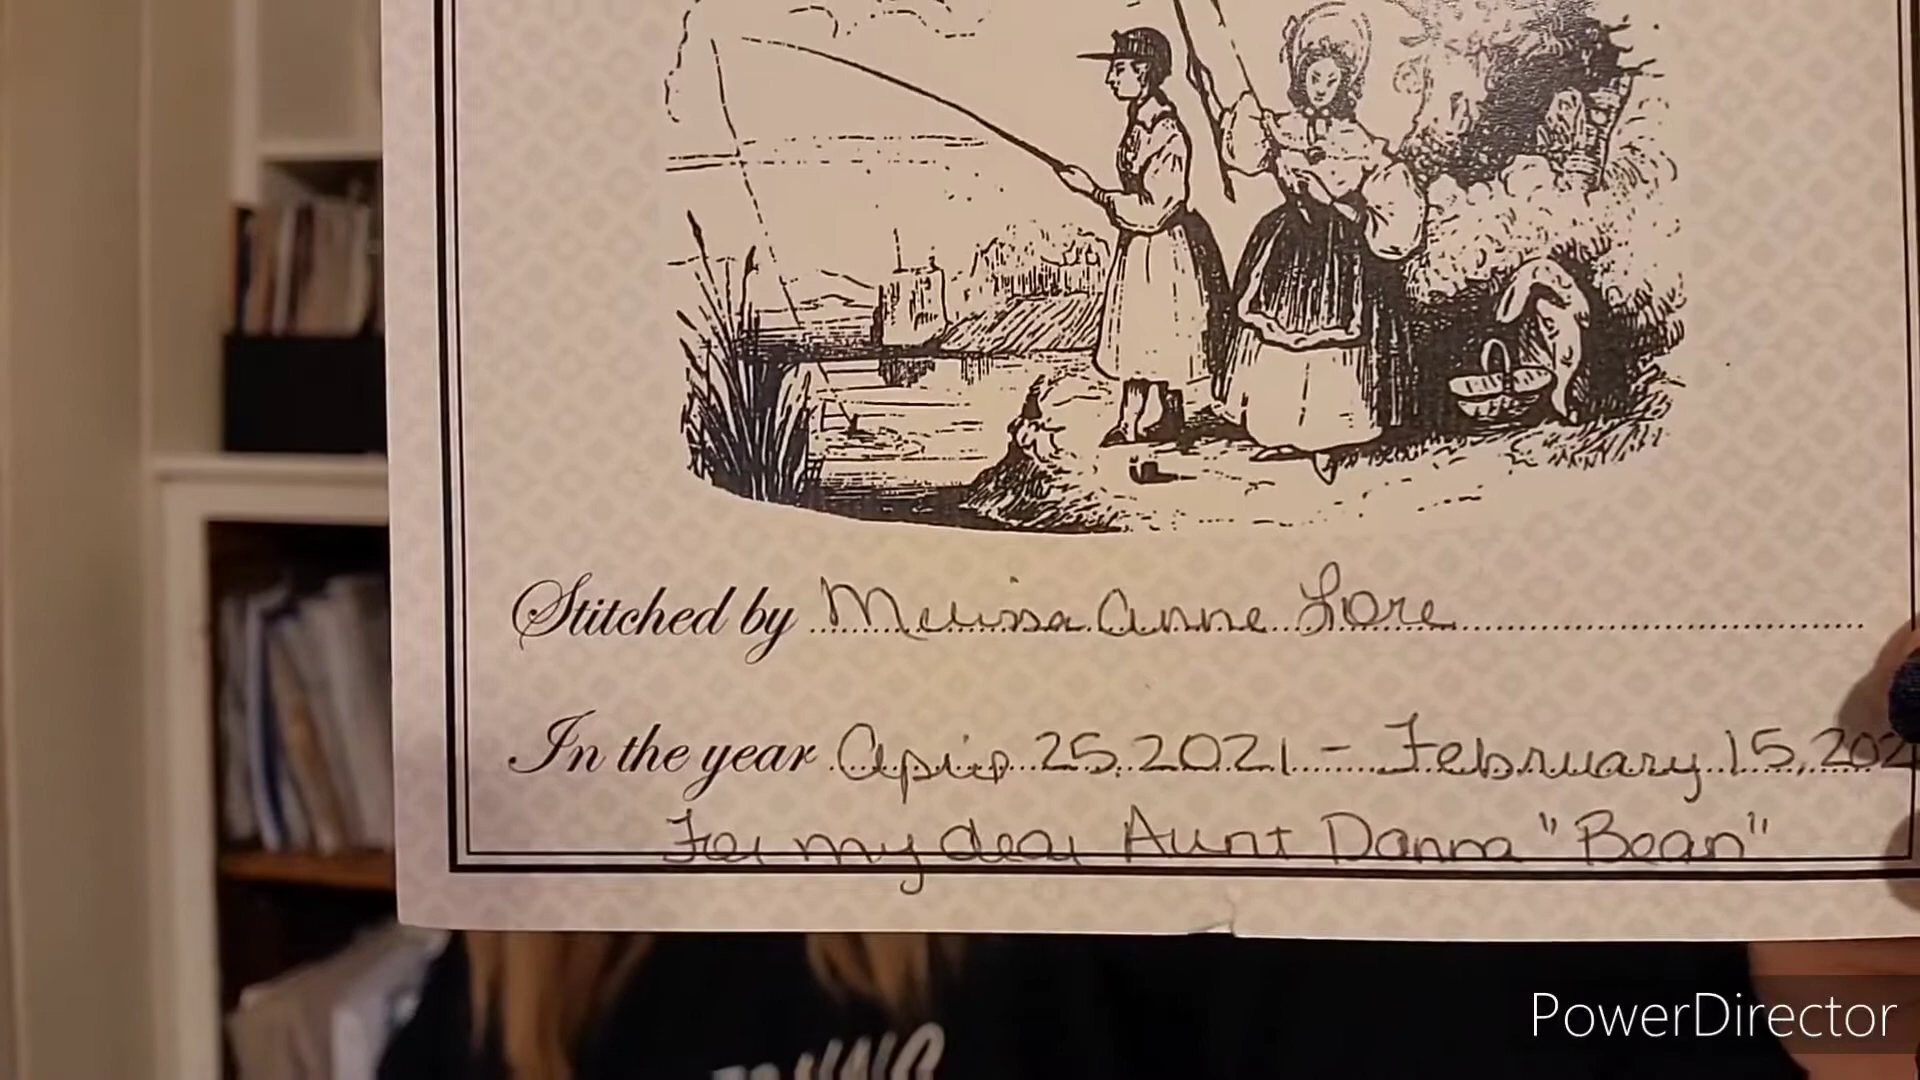 Stitched by Melissa Anne Lore
In the year April 25, 2021 - February 15, 202
For my dear Aunt Danna "Bean"
PowerDirector